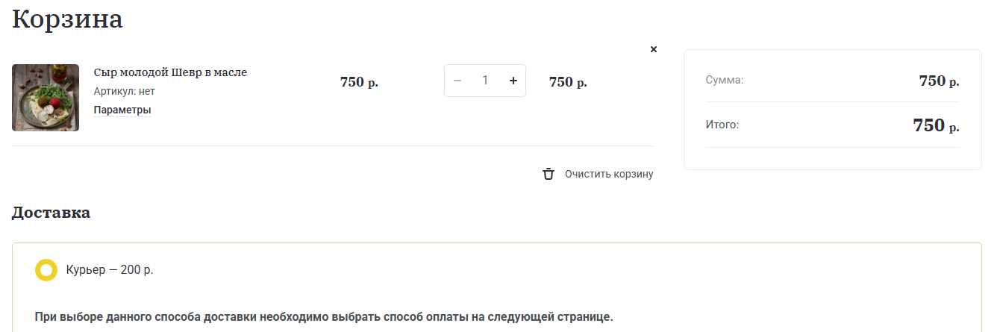 Корзина
Сыр молодой Шевр в масле
Артикул: нет
Параметры
750 р.
1
750 р.
Сумма: 750 р.
Итого: 750 р.
Очистить корзину
Доставка
Курьер — 200 р.
При выборе данного способа доставки необходимо выбрать способ оплаты на следующей странице.